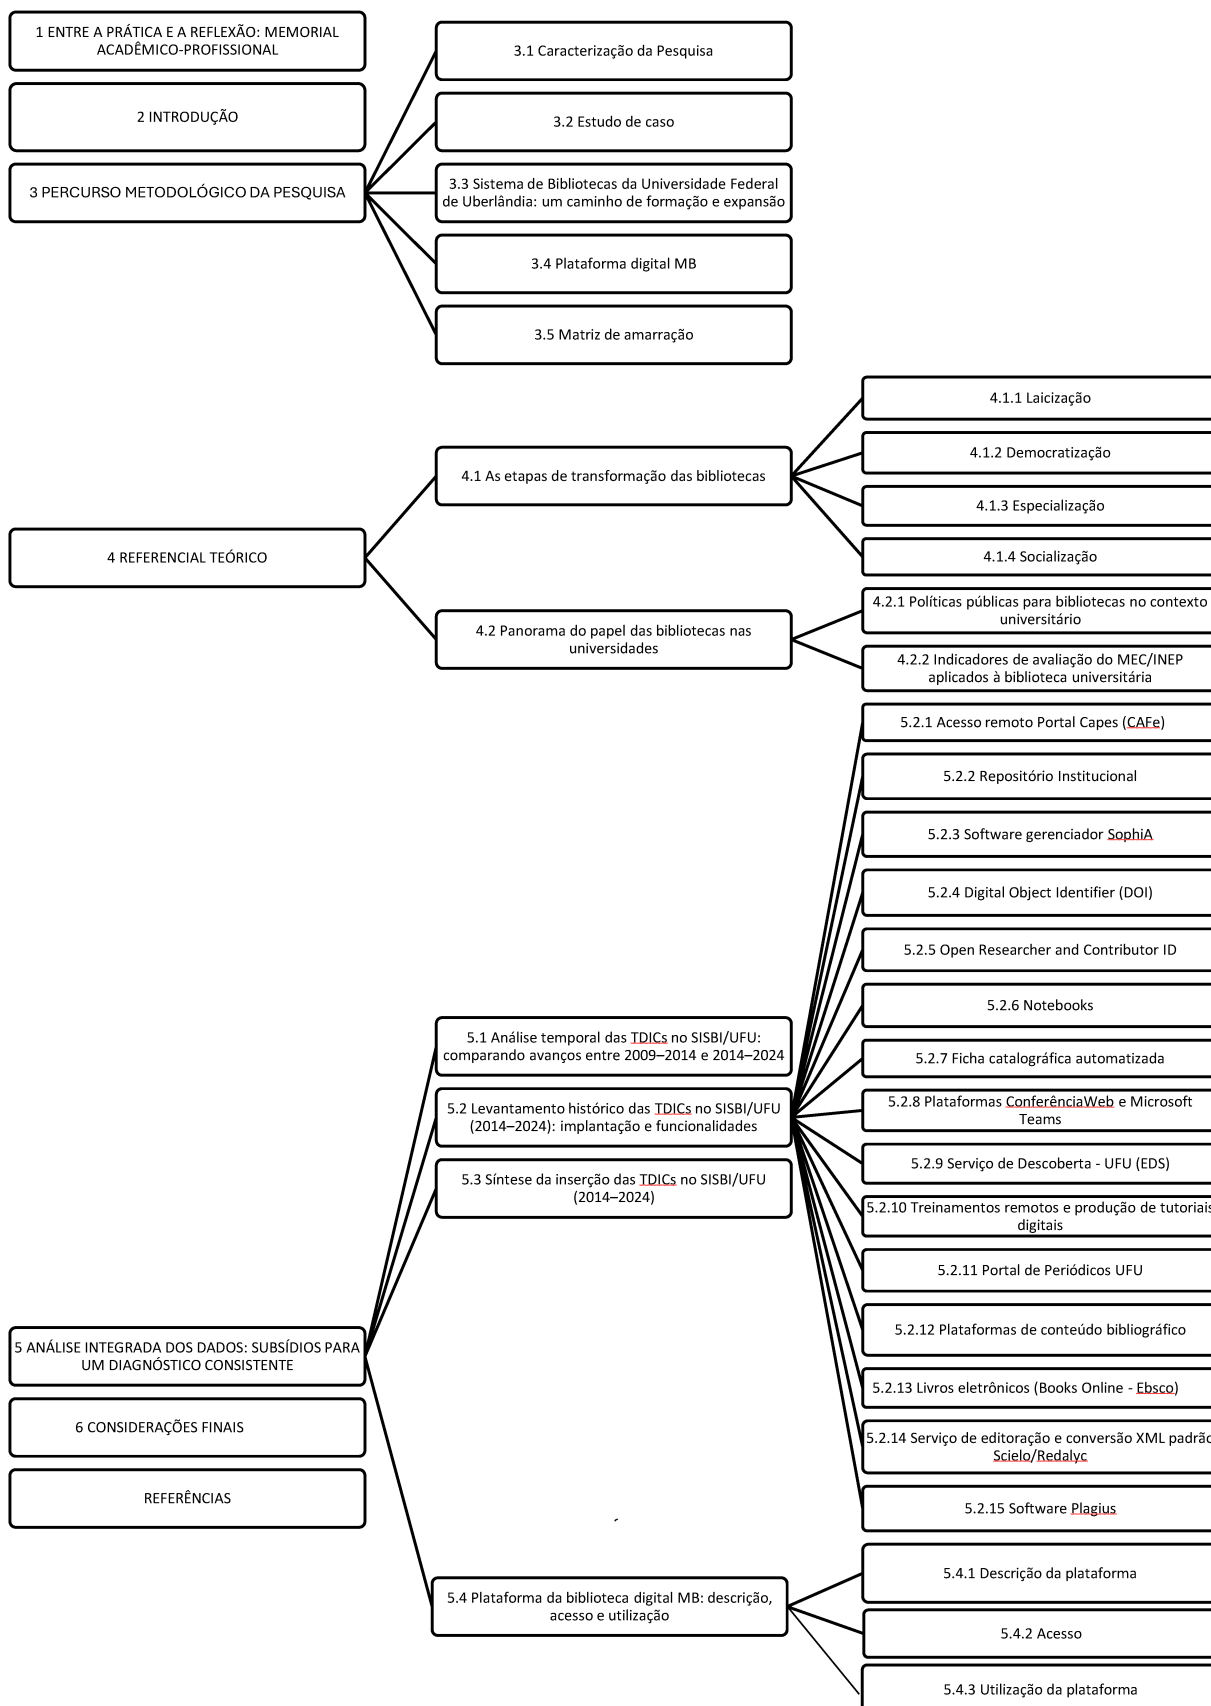 1 ENTRE A PRÁTICA E A REFLEXÃO: MEMORIAL
ACADÊMICO-PROFISSIONAL
2 INTRODUÇÃO
3 PERCURSO METODOLÓGICO DA PESQUISA
3.1 Caracterização da Pesquisa
3.2 Estudo de caso
3.3 Sistema de Bibliotecas da Universidade Federal
de Uberlândia: um caminho de formação e expansão
3.4 Plataforma digital MB
3.5 Matriz de amarração
4 REFERENCIAL TEÓRICO
4.1 As etapas de transformação das bibliotecas
4.1.1 Laicização
4.1.2 Democratização
4.1.3 Especialização
4.1.4 Socialização
4.2 Panorama do papel das bibliotecas nas
universidades
4.2.1 Políticas públicas para bibliotecas no contexto
universitário
4.2.2 Indicadores de avaliação do MEC/INEP
aplicados à biblioteca universitária
5 ANÁLISE INTEGRADA DOS DADOS: SUBSÍDIOS PARA
UM DIAGNÓSTICO CONSISTENTE
5.1 Análise temporal das TDICs no SISBI/UFU:
comparando avanços entre 2009–2014 e 2014–2024
5.2 Levantamento histórico das TDICs no SISBI/UFU
(2014–2024): implantação e funcionalidades
5.2.1 Acesso remoto Portal Capes (CAFe)
5.2.2 Repositório Institucional
5.2.3 Software gerenciador SophiA
5.2.4 Digital Object Identifier (DOI)
5.2.5 Open Researcher and Contributor ID
5.2.6 Notebooks
5.2.7 Ficha catalográfica automatizada
5.2.8 Plataformas ConferênciaWeb e Microsoft
Teams
5.2.9 Serviço de Descoberta - UFU (EDS)
5.2.10 Treinamentos remotos e produção de tutoriais
digitais
5.2.11 Portal de Periódicos UFU
5.2.12 Plataformas de conteúdo bibliográfico
5.2.13 Livros eletrônicos (Books Online - Ebsco)
5.2.14 Serviço de editoração e conversão XML padrão
Scielo/Redalyc
5.2.15 Software Plagius
5.3 Síntese da inserção das TDICs no SISBI/UFU
(2014–2024)
5.4 Plataforma da biblioteca digital MB: descrição,
acesso e utilização
5.4.1 Descrição da plataforma
5.4.2 Acesso
5.4.3 Utilização da plataforma
6 CONSIDERAÇÕES FINAIS
REFERÊNCIAS